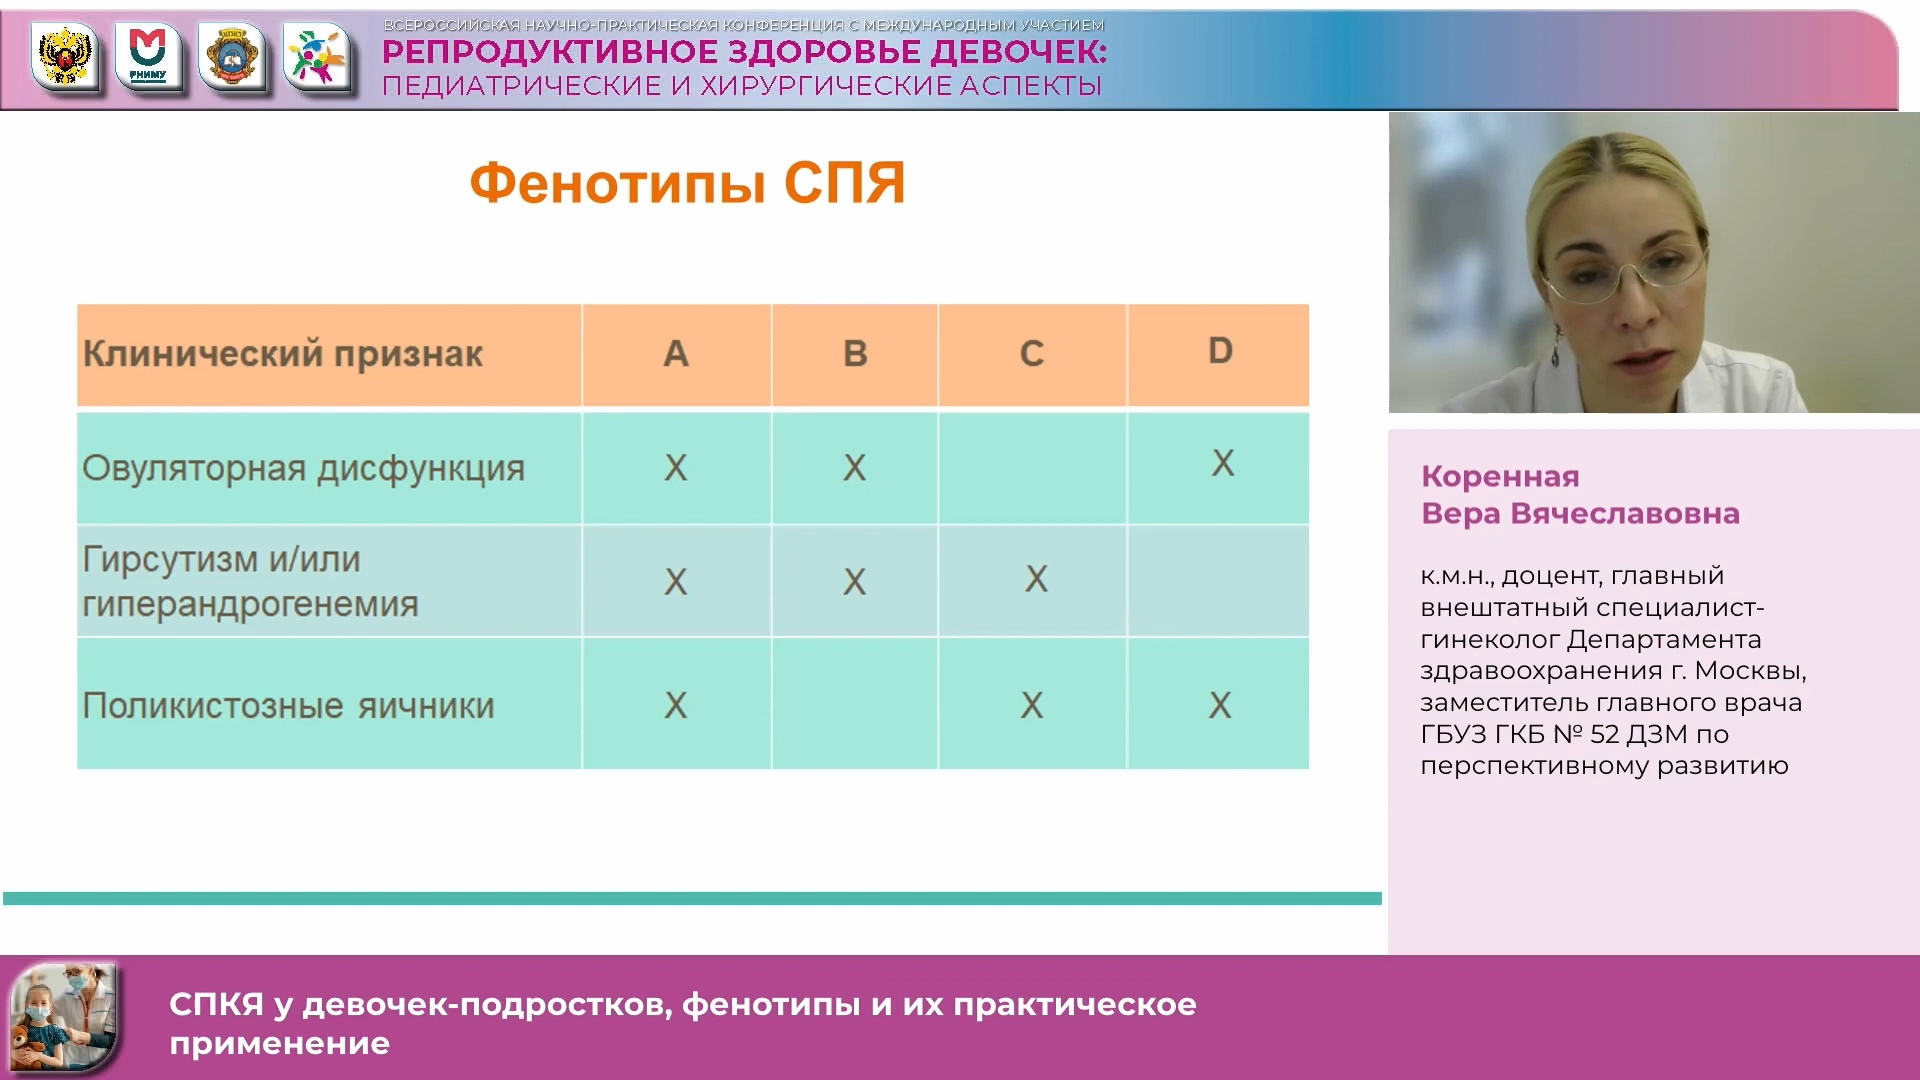 ВСЕРОССИЙСКАЯ НАУЧНО-ПРАКТИЧЕСКАЯ КОНФЕРЕНЦИЯ С МЕЖДУНАРОДНЫМ УЧАСТИЕМ
РЕПРОДУКТИВНОЕ ЗДОРОВЬЕ ДЕВОЧЕК:
ПЕДИАТРИЧЕСКИЕ И ХИРУРГИЧЕСКИЕ АСПЕКТЫ
РНИМУ
Фенотипы СПЯ
Клинический признак A B C D
Овуляторная дисфункция X X X
Гирсутизм и/или
гиперандрогенемия X X X
Поликистозные яичники X X X
Коренная
Вера Вячеславовна
к.м.н., доцент, главный
внештатный специалист-
гинеколог Департамента
здравоохранения г. Москвы,
заместитель главного врача
ГБУЗ ГКБ № 52 ДЗМ по
перспективному развитию
СПКЯ у девочек-подростков, фенотипы и их практическое
применение